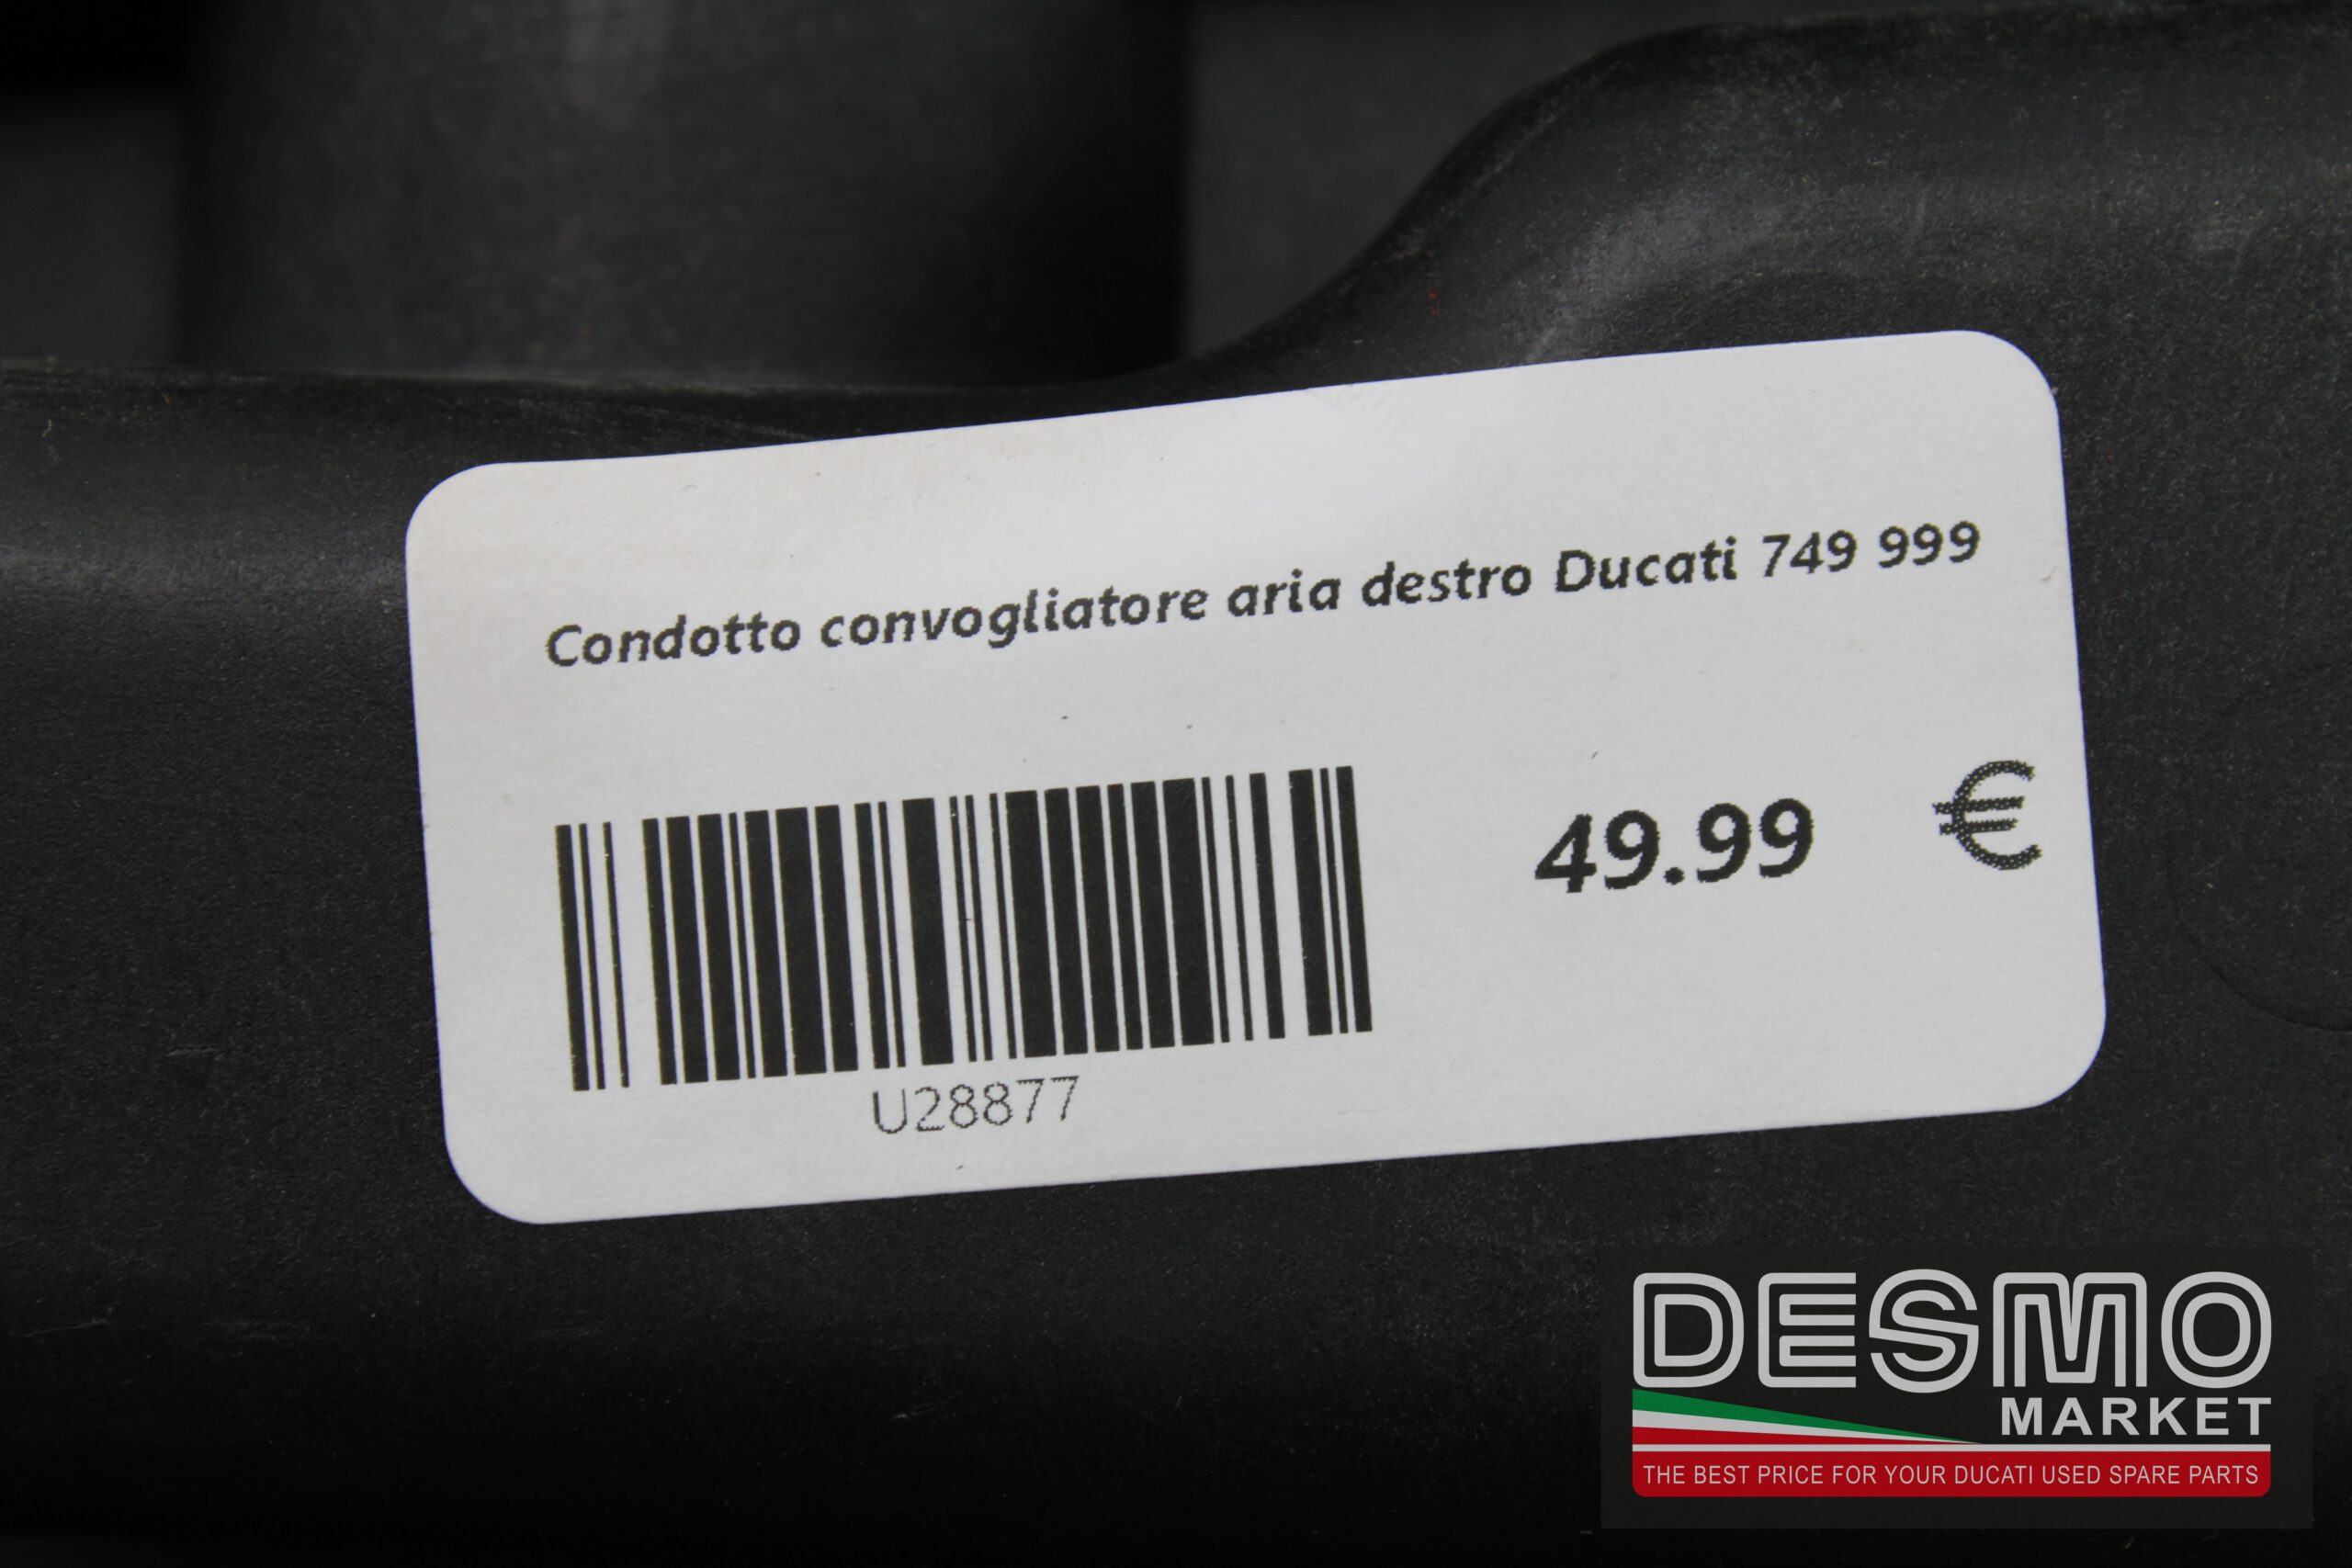 Condotto convogliatore aria destro Ducati 749 999
49.99 €
U28877
DESMO
MARKET
THE BEST PRICE FOR YOUR DUCATI USED SPARE PARTS